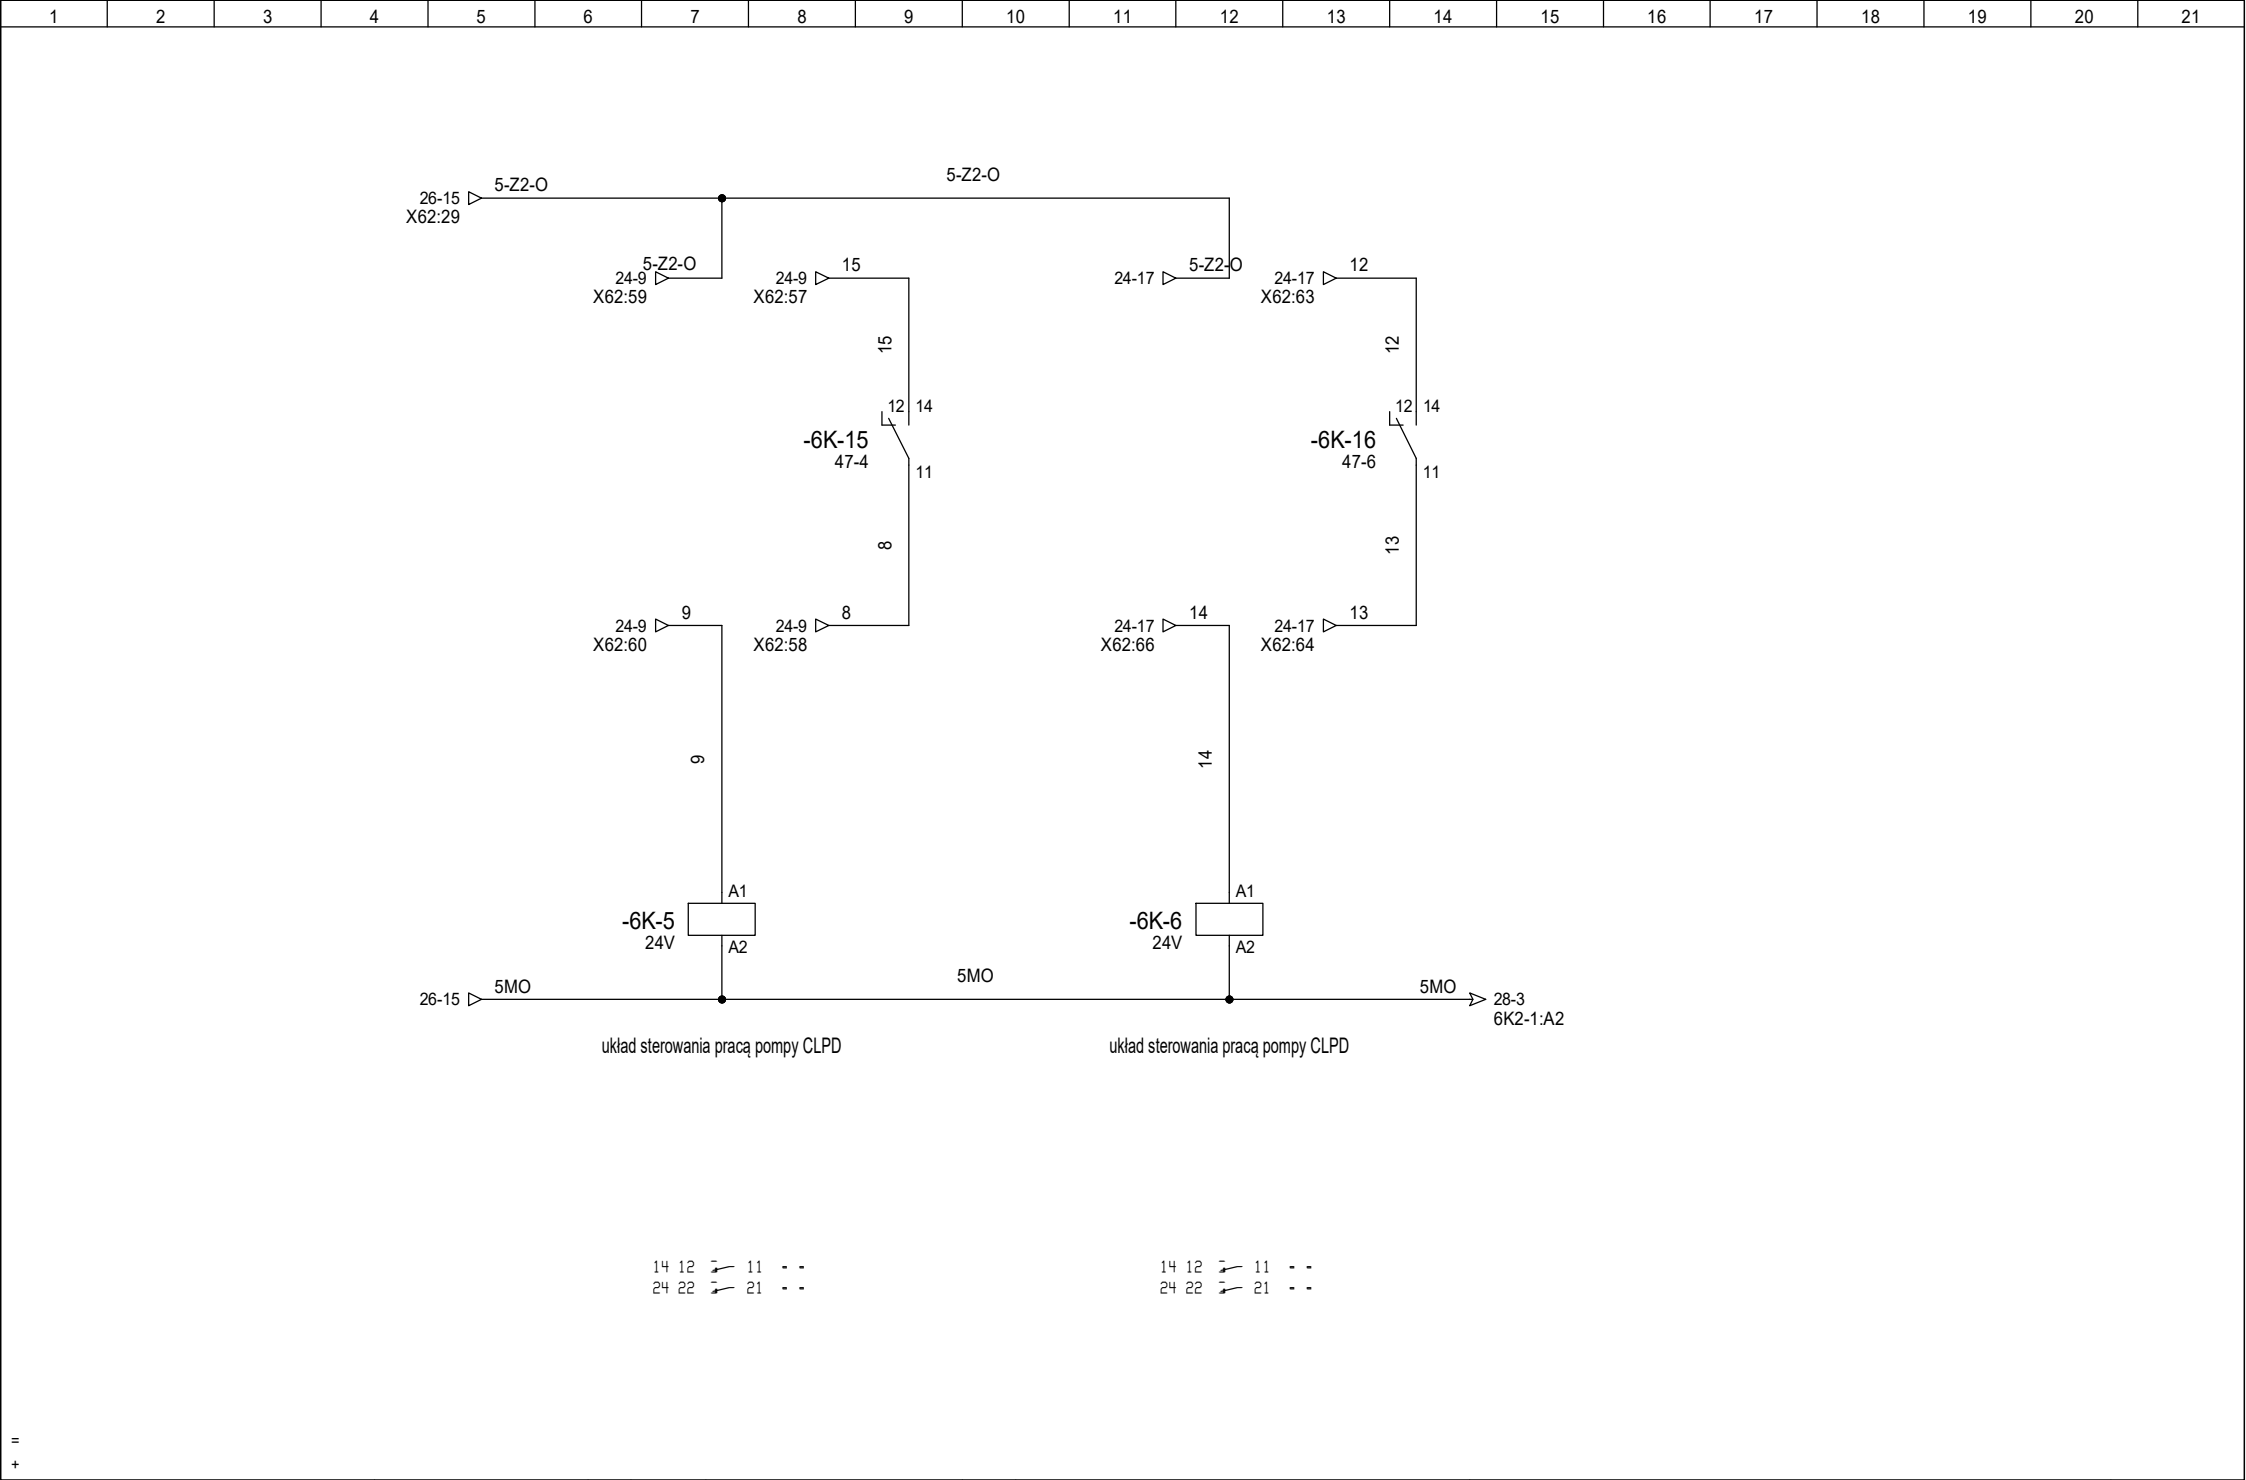 1 2 3 4 5 6 7 8 9 10 11 12 13 14 15 16 17 18 19 20 21
5-Z2-O
5-Z2-O
26-15
X62:29
5-Z2-O
24-9
X62:59
15
24-9
X62:57
5-Z2-O
24-17
12
24-17
X62:63
15
12
12 14
-6K-15
47-4
11
12 14
-6K-16
47-6
11
8
13
9
24-9
X62:60
8
24-9
X62:58
14
24-17
X62:66
13
24-17
X62:64
9
14
A1
-6K-5
24V
A2
A1
-6K-6
24V
A2
26-15
5MO
5MO
5MO
28-3
6K2-1:A2
układ sterowania pracą pompy CLPD
układ sterowania pracą pompy CLPD
14 12 11 - -
24 22 21 - -
14 12 11 - -
24 22 21 - -
=
+